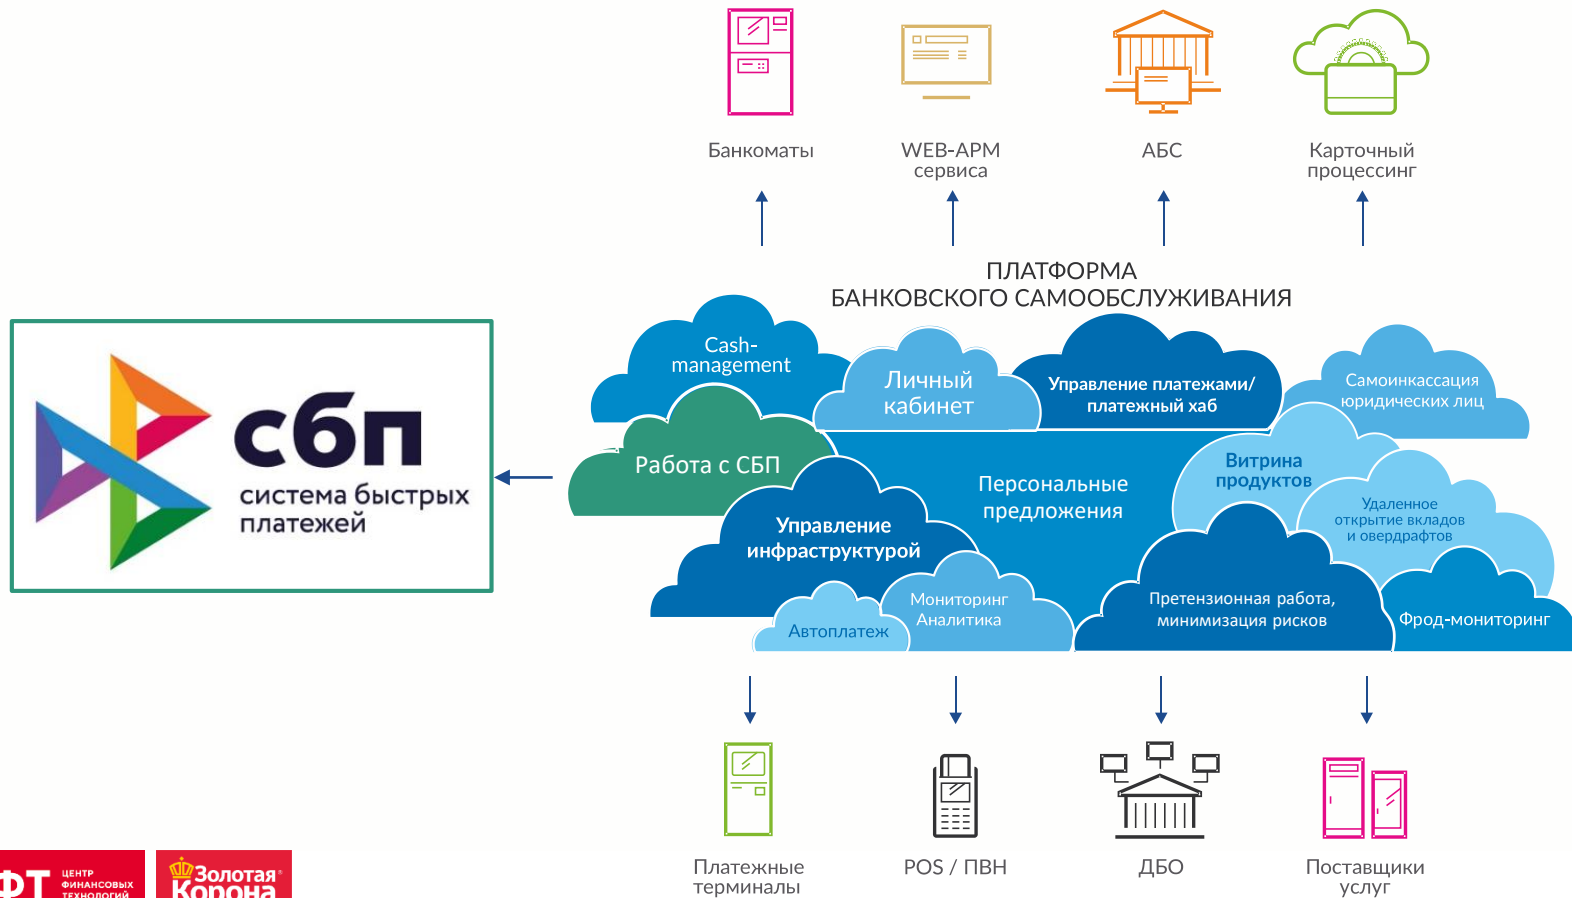 Банкоматы
WEB-АРМ
сервиса
АБС
Карточный
процессинг
ПЛАТФОРМА
БАНКОВСКОГО САМООБСЛУЖИВАНИЯ
Cash-
management
Личный
кабинет
Управление платежами/
платежный хаб
Самоинкассация
юридических лиц
сбп
система быстрых
платежей
Работа с СБП
Персональные
предложения
Витрина
продуктов
Удаленное
открытие вкладов
и овердрафтов
Управление
инфраструктурой
Автоплатеж
Мониторинг
Аналитика
Претензионная работа,
минимизация рисков
Фрод-мониторинг
Платежные
терминалы
POS / ПВН
ДБО
Поставщики
услуг
ФТ
ЦЕНТР
ФИНАНСОВЫХ
ТЕХНОЛОГИЙ
Золотая
Корона